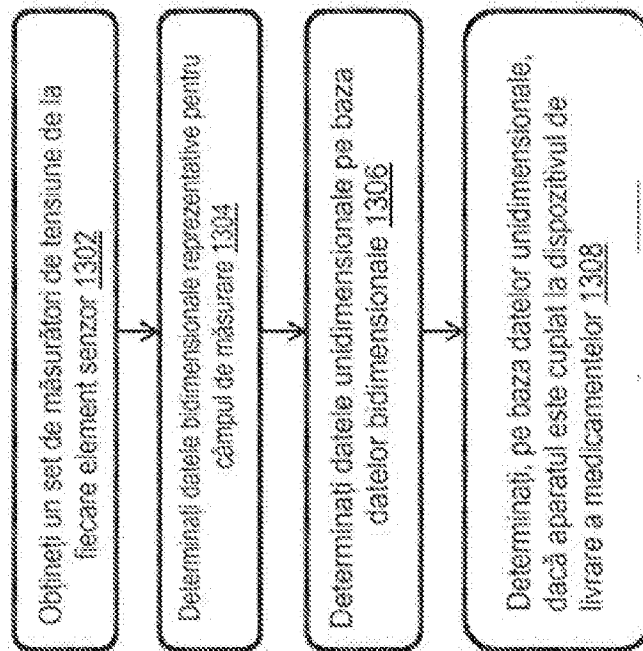 Obțineți un set de măsurători de tensiune de la
fiecare element senzor 1302
Determinați datele bidimensionale reprezentative pentru
câmpul de măsurare 1304
Determinați datele unidimensionale pe baza
datelor bidimensionale 1306
Determinați, pe baza datelor unidimensionale,
dacă aparatul este cuplat la dispozitivul de
livrare a medicamentelor 1308